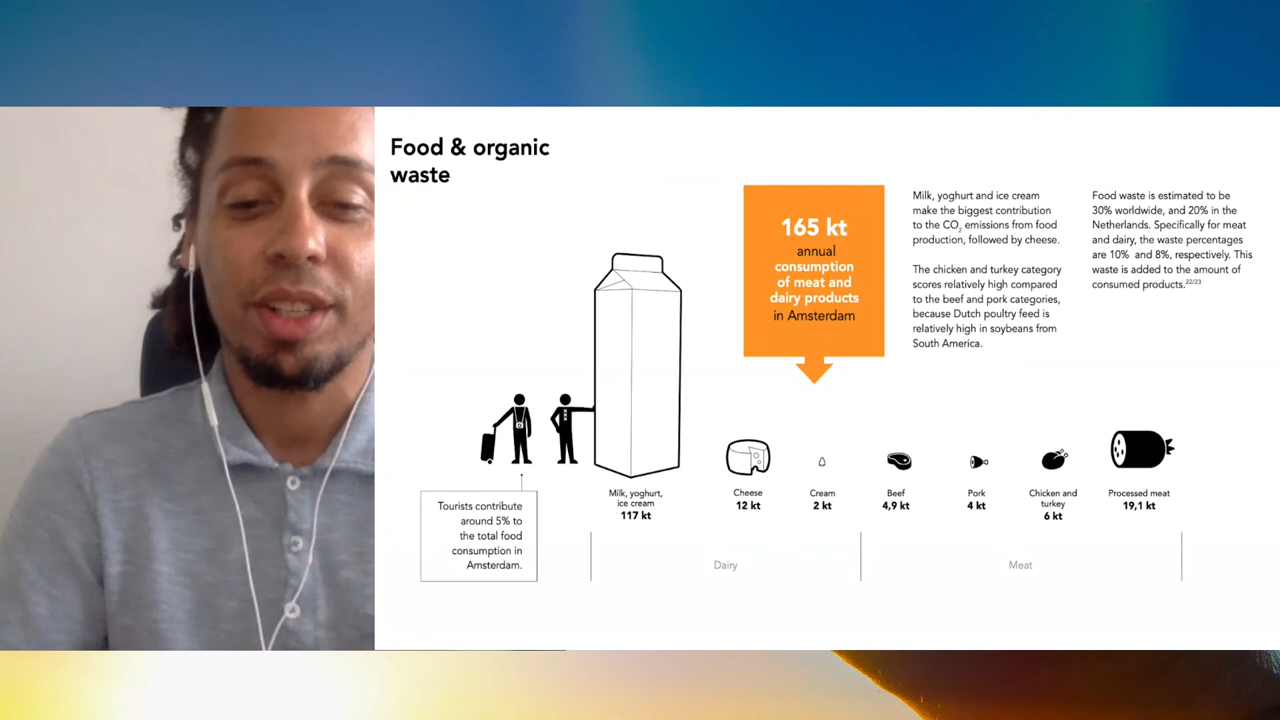 Food & organic
waste
165 kt
annual
consumption
of meat and
dairy products
in Amsterdam
Milk, yoghurt and ice cream
make the biggest contribution
to the CO₂ emissions from food
production, followed by cheese.
The chicken and turkey category
scores relatively high compared
to the beef and pork categories,
because Dutch poultry feed is
relatively high in soybeans from
South America.
Food waste is estimated to be
30% worldwide, and 20% in the
Netherlands. Specifically for meat
and dairy, the waste percentages
are 10% and 8%, respectively. This
waste is added to the amount of
consumed products.²²/²³
Tourists contribute
around 5% to
the total food
consumption in
Amsterdam.
Milk, yoghurt,
ice cream
117 kt
Cheese
12 kt
Cream
2 kt
Beef
4,9 kt
Pork
4 kt
Chicken and
turkey
6 kt
Processed meat
19,1 kt
Dairy
Meat